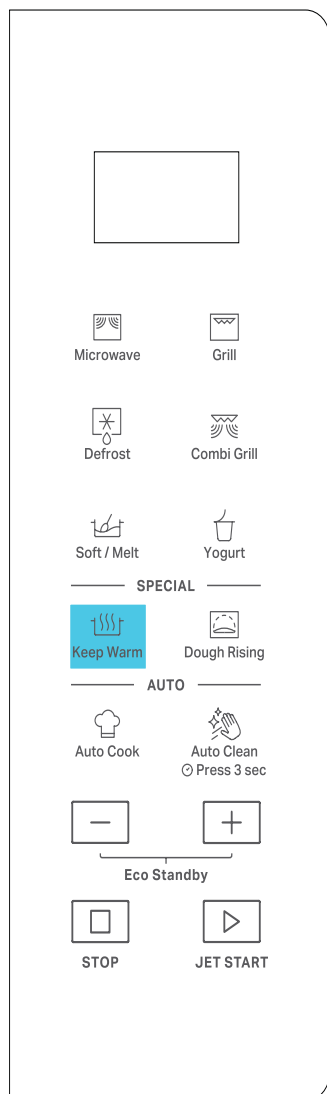 Microwave Grill
Defrost Combi Grill
Soft / Melt Yogurt
SPECIAL
Keep Warm Dough Rising
AUTO
Auto Cook Auto Clean
Press 3 sec
Eco Standby
STOP JET START